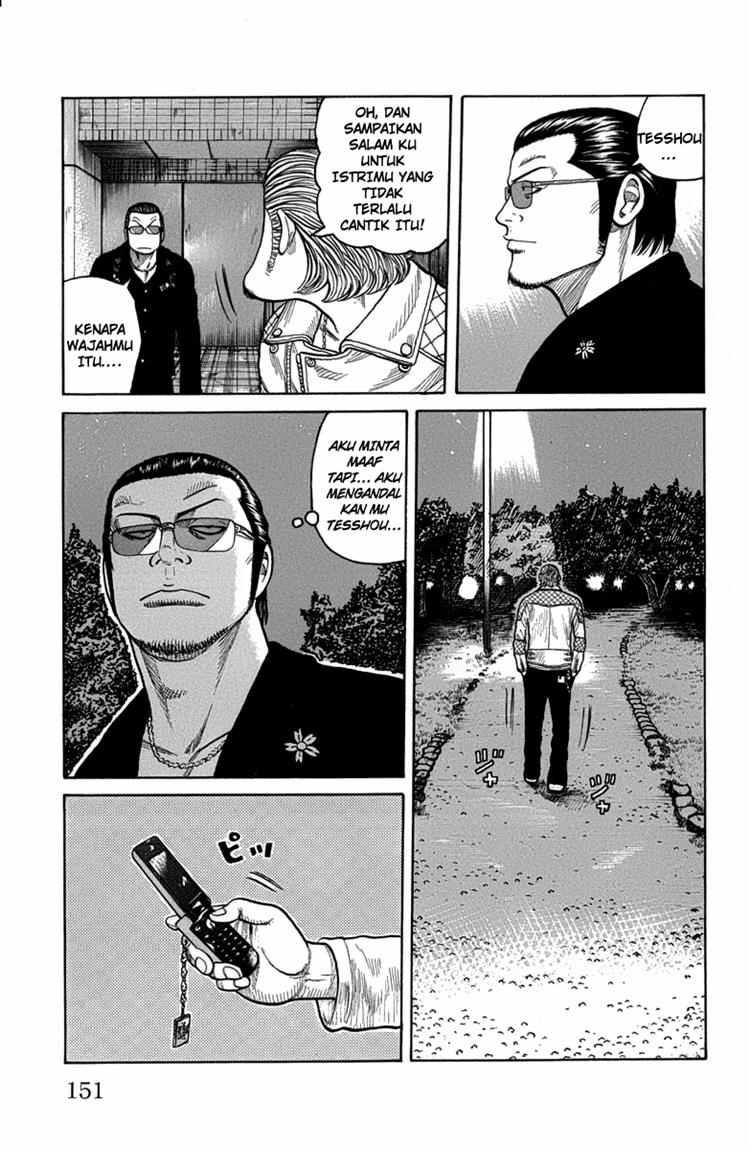 TESSHOU
...
OH, DAN
SAMPAIKAN
SALAM KU
UNTUK
ISTRIMU YANG
TIDAK
TERLALU
CANTIK ITU!
KENAPA
WAJAHMU
ITU....
ジャ
ジャ
AKU MINTA
MAAF
TAPI... AKU
MENGANDAL
KAN MU
TESSHOU...
ピッ
151